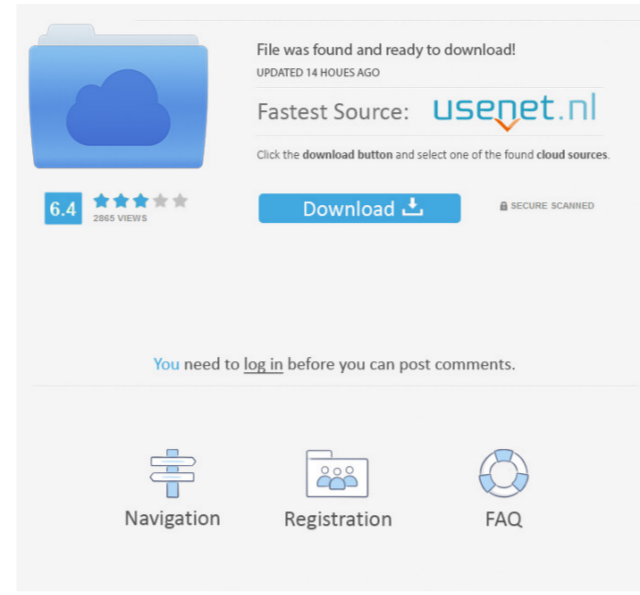 File was found and ready to download!
UPDATED 14 HOUES AGO
Fastest Source: usenet.nl
Click the download button and select one of the found cloud sources.
6.4
2865 VIEWS
Download
SECURE SCANNED
You need to log in before you can post comments.
Navigation
Registration
FAQ